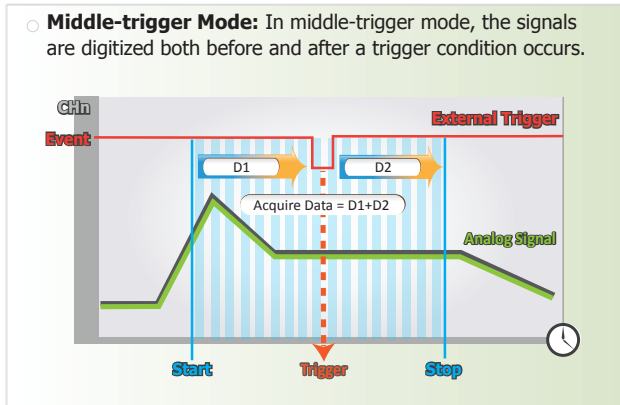 Middle-trigger Mode: In middle-trigger mode, the signals
are digitized both before and after a trigger condition occurs.
CHn
External Trigger
Event
D1
D2
Acquire Data = D1+D2
Analog Signal
Start
Trigger
Stop